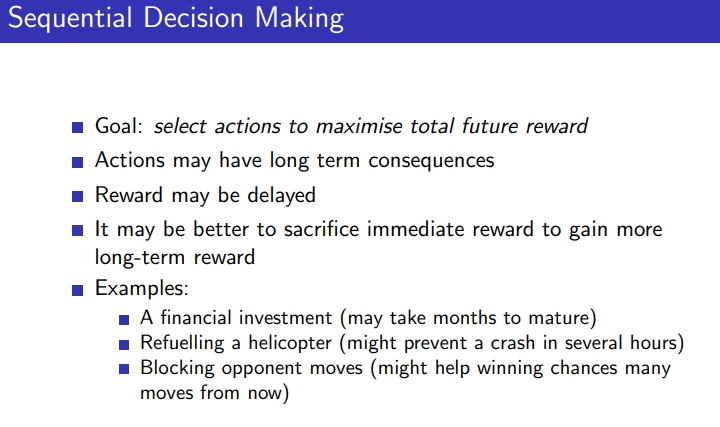 Sequential Decision Making
Goal: select actions to maximise total future reward
Actions may have long term consequences
Reward may be delayed
It may be better to sacrifice immediate reward to gain more
long-term reward
Examples:
A financial investment (may take months to mature)
Refuelling a helicopter (might prevent a crash in several hours)
Blocking opponent moves (might help winning chances many
moves from now)